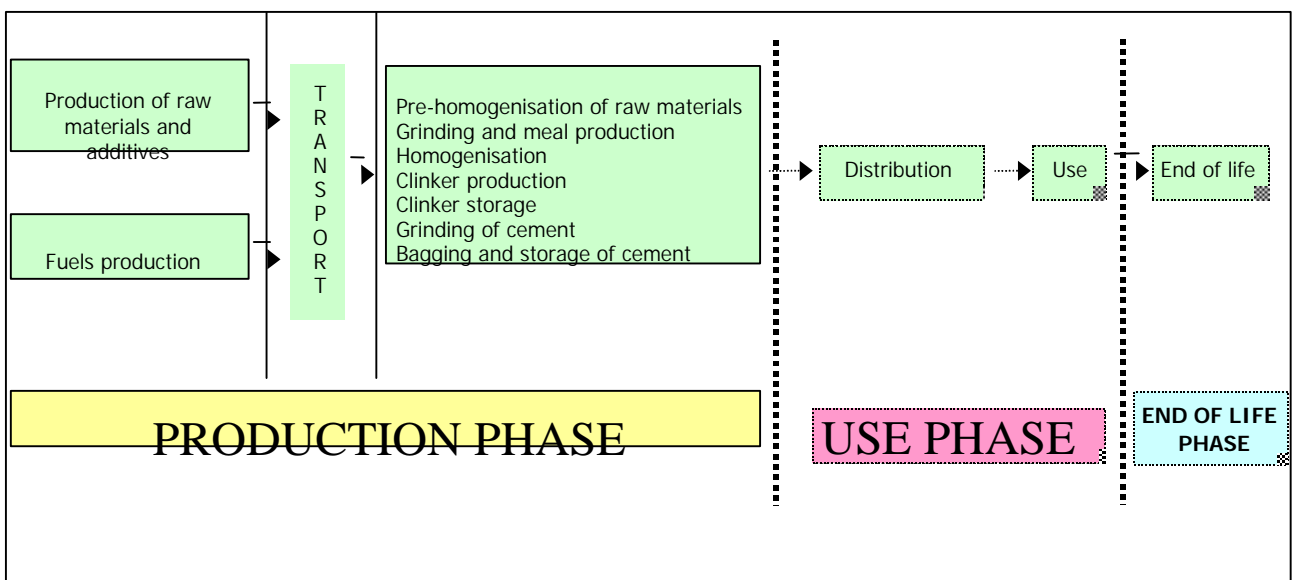 Production of raw
materials and
additives
Fuels production
T
R
A
N
S
P
O
R
T
Pre-homogenisation of raw materials
Grinding and meal production
Homogenisation
Clinker production
Clinker storage
Grinding of cement
Bagging and storage of cement
Distribution
Use
End of life
PRODUCTION PHASE
USE PHASE
END OF LIFE
PHASE